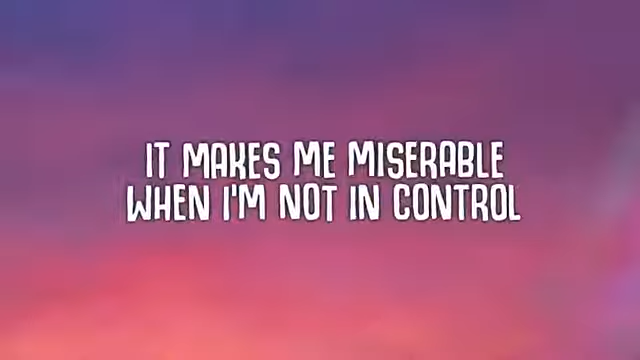 IT MAKES ME MISERABLE
WHEN I'M NOT IN CONTROL